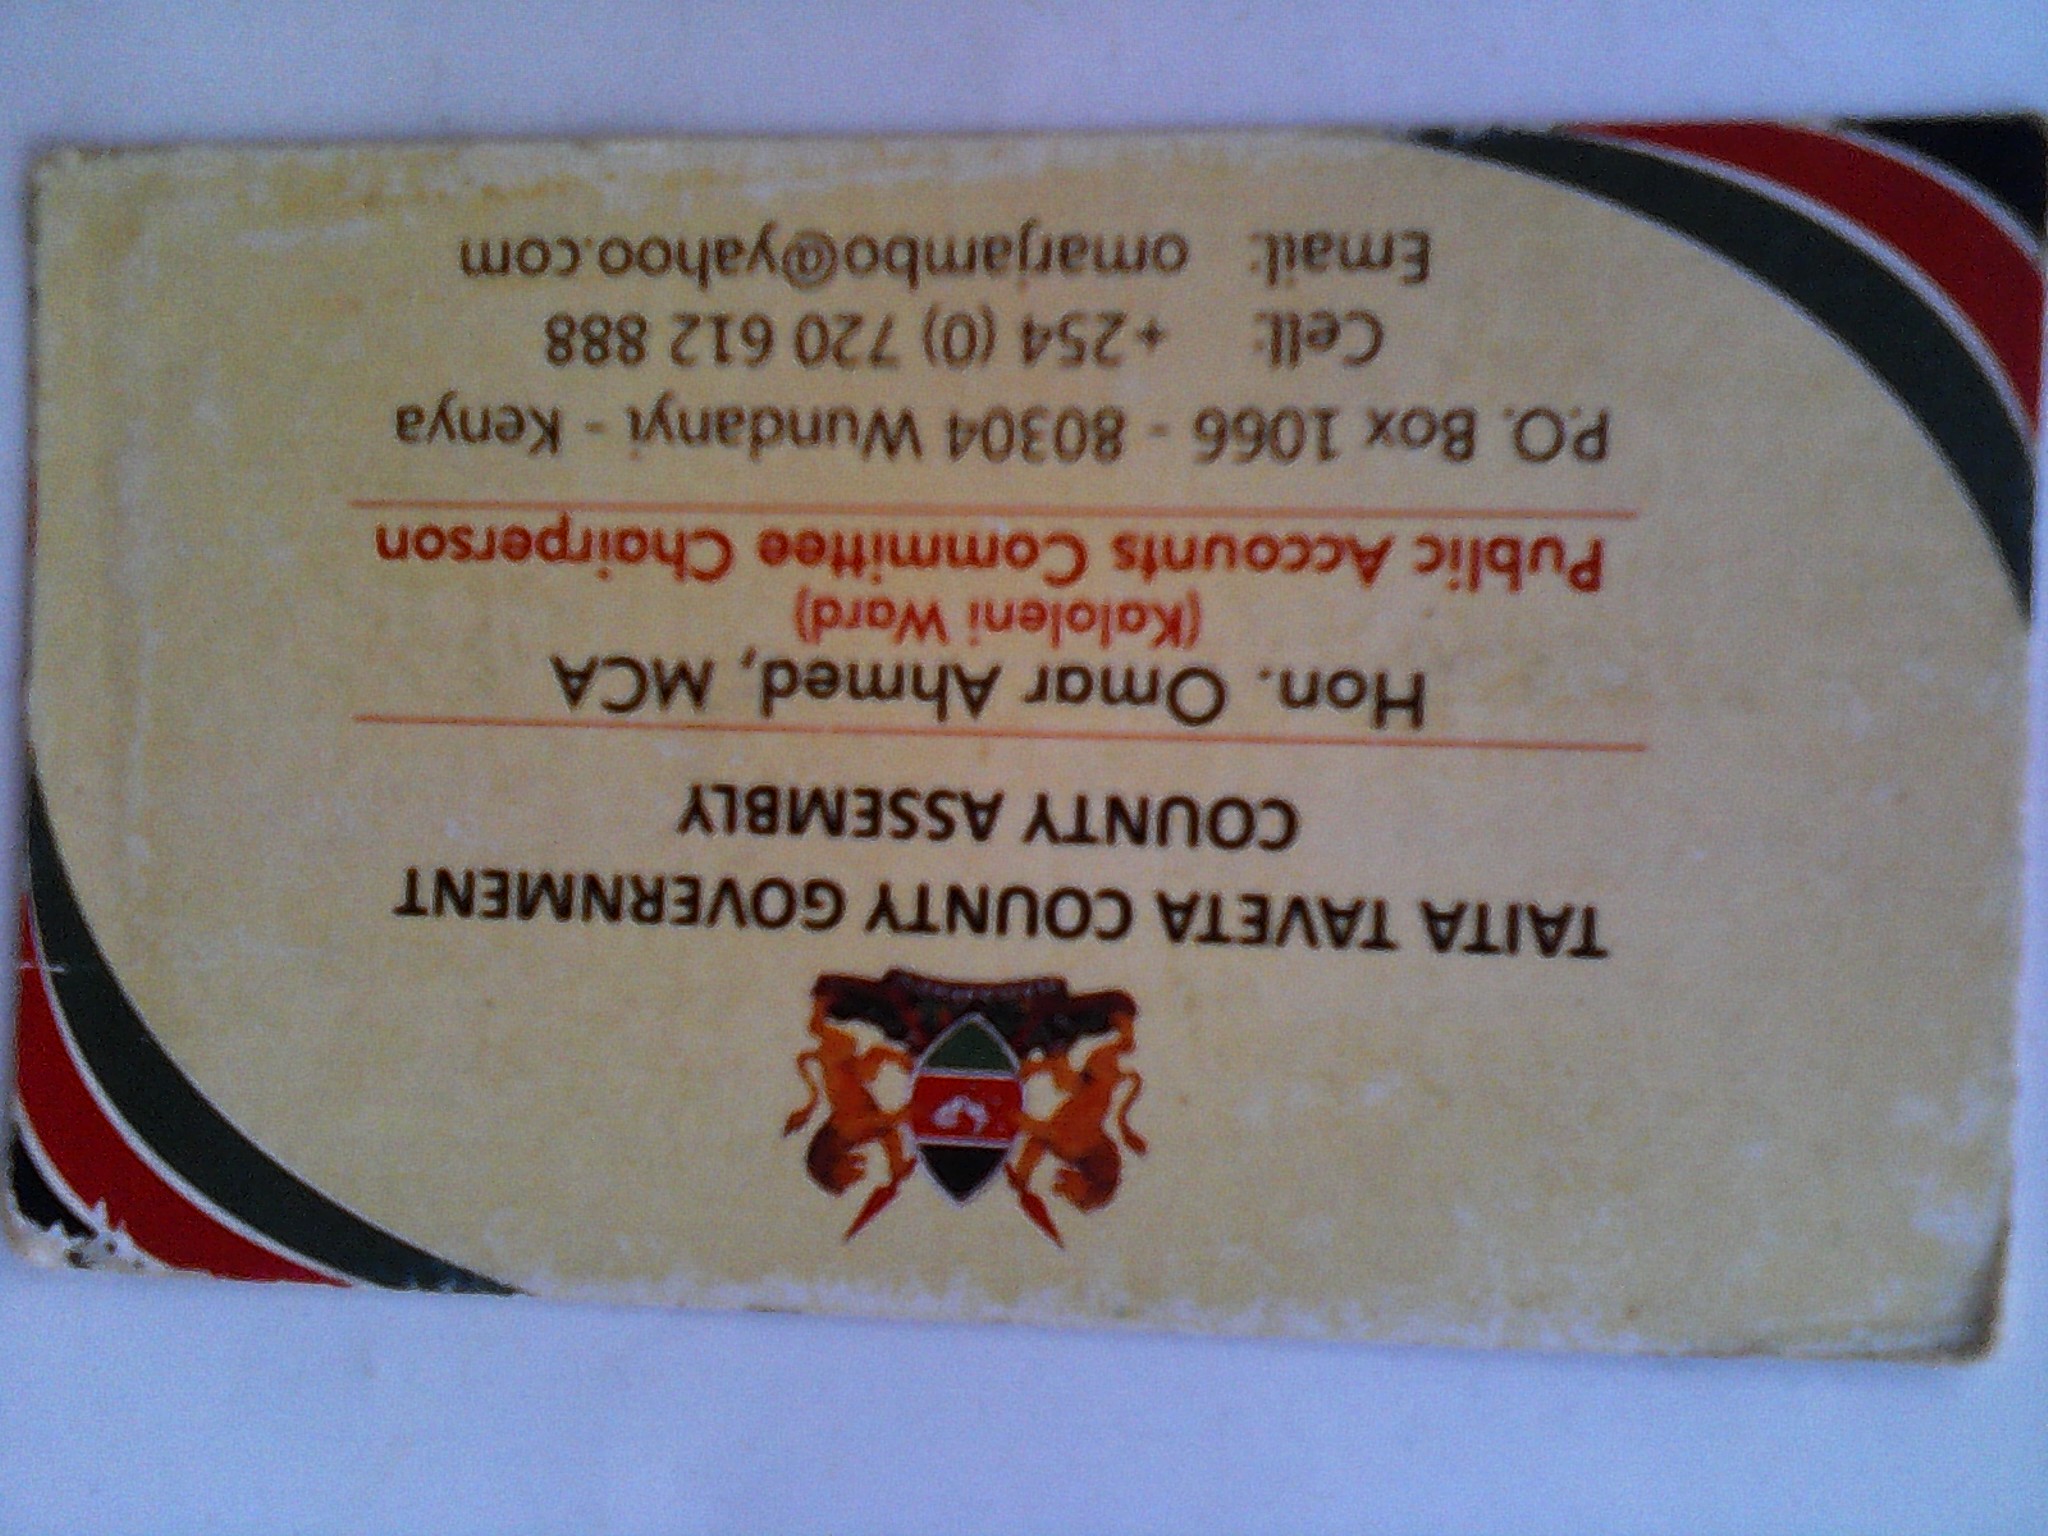 TAITA TAVETA COUNTY GOVERNMENT
COUNTY ASSEMBLY
Hon. Omar Ahmed, MCA
(Kaloleni Ward)
Public Accounts Committee Chairperson
P.O. Box 1066 - 80304 Wundanyi - Kenya
Cell: +254 (0) 720 612 888
Email: omarjambo@yahoo.com